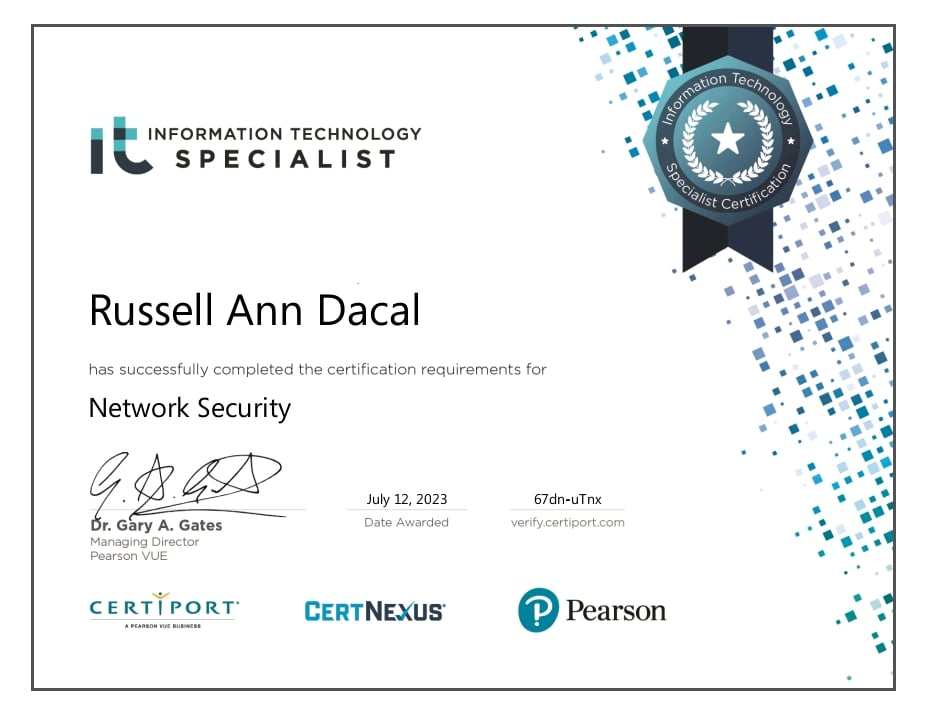 it
INFORMATION TECHNOLOGY
SPECIALIST
Information Technology
Specialist Certification
Russell Ann Dacal
has successfully completed the certification requirements for
Network Security
G. A. Gates
Dr. Gary A. Gates
Managing Director
Pearson VUE
July 12, 2023
Date Awarded
67dn-uTnx
verify.certiport.com
CERTIPORT
A PEARSON VUE BUSINESS
CERTNEXUS
P Pearson